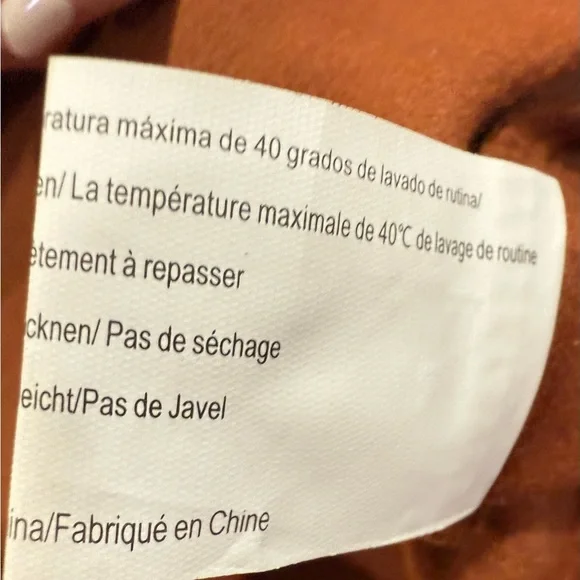 ratura máxima de 40 grados de lavado de rutina/
en/ La température maximale de 40℃ de lavage de routine
êtement à repasser
cknen/ Pas de séchage
eicht/Pas de Javel
ina/Fabriqué en Chine